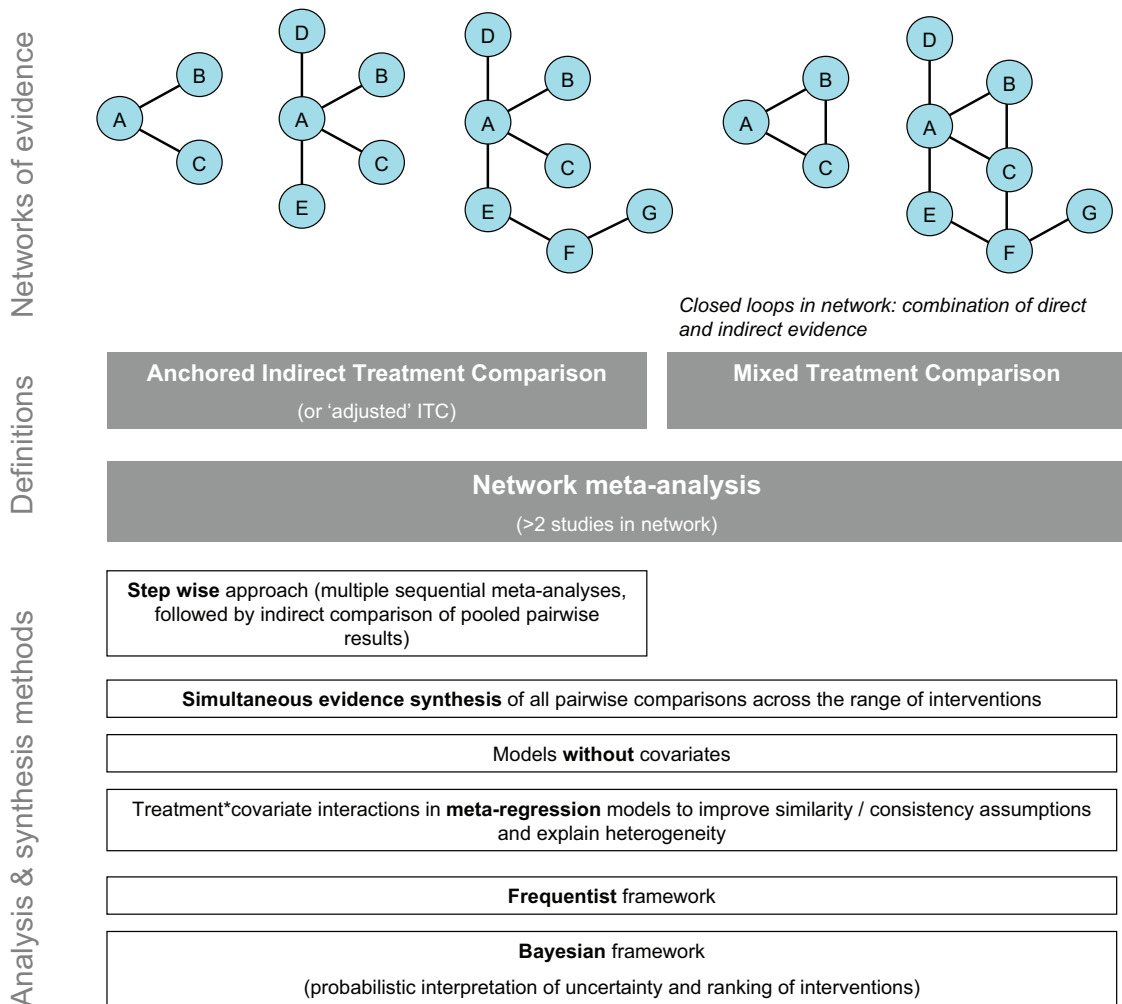 Networks of evidence
A
B
C
D
A
B
C
E
D
A
B
C
E
F
G
A
B
C
D
A
B
C
E
F
G
Closed loops in network: combination of direct
and indirect evidence
Definitions
Anchored Indirect Treatment Comparison
(or ‘adjusted’ ITC)
Mixed Treatment Comparison
Network meta-analysis
(>2 studies in network)
Analysis & synthesis methods
Step wise approach (multiple sequential meta-analyses,
followed by indirect comparison of pooled pairwise
results)
Simultaneous evidence synthesis of all pairwise comparisons across the range of interventions
Models without covariates
Treatment*covariate interactions in meta-regression models to improve similarity / consistency assumptions
and explain heterogeneity
Frequentist framework
Bayesian framework
(probabilistic interpretation of uncertainty and ranking of interventions)